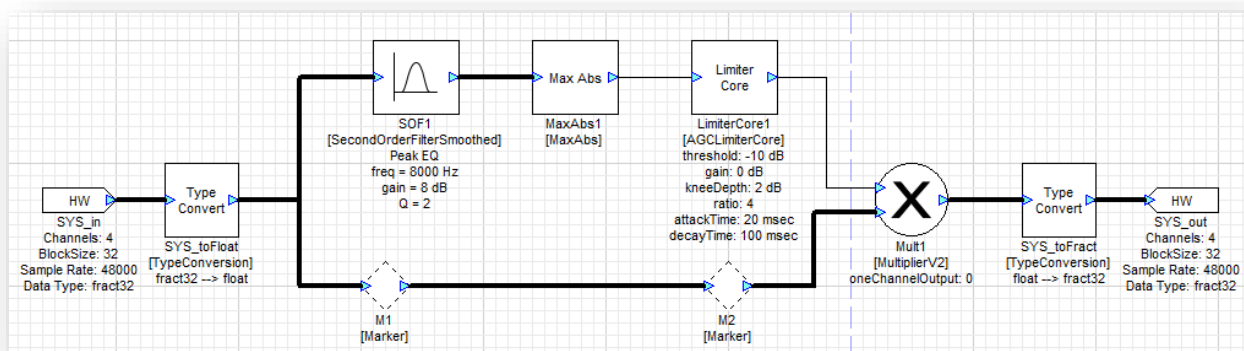 HW
SYS_in
Channels: 4
BlockSize: 32
Sample Rate: 48000
Data Type: fract32
Type
Convert
SYS_toFloat
[TypeConversion]
fract32 --> float
SOF1
[SecondOrderFilterSmoothed]
Peak EQ
freq = 8000 Hz
gain = 8 dB
Q = 2
Max Abs
MaxAbs1
[MaxAbs]
Limiter
Core
LimiterCore1
[AGCLimiterCore]
threshold: -10 dB
gain: 0 dB
kneeDepth: 2 dB
ratio: 4
attackTime: 20 msec
decayTime: 100 msec
M1
[Marker]
M2
[Marker]
X
Mult1
[MultiplierV2]
oneChannelOutput: 0
Type
Convert
SYS_toFract
[TypeConversion]
float --> fract32
HW
SYS_out
Channels: 4
BlockSize: 32
Sample Rate: 48000
Data Type: fract32